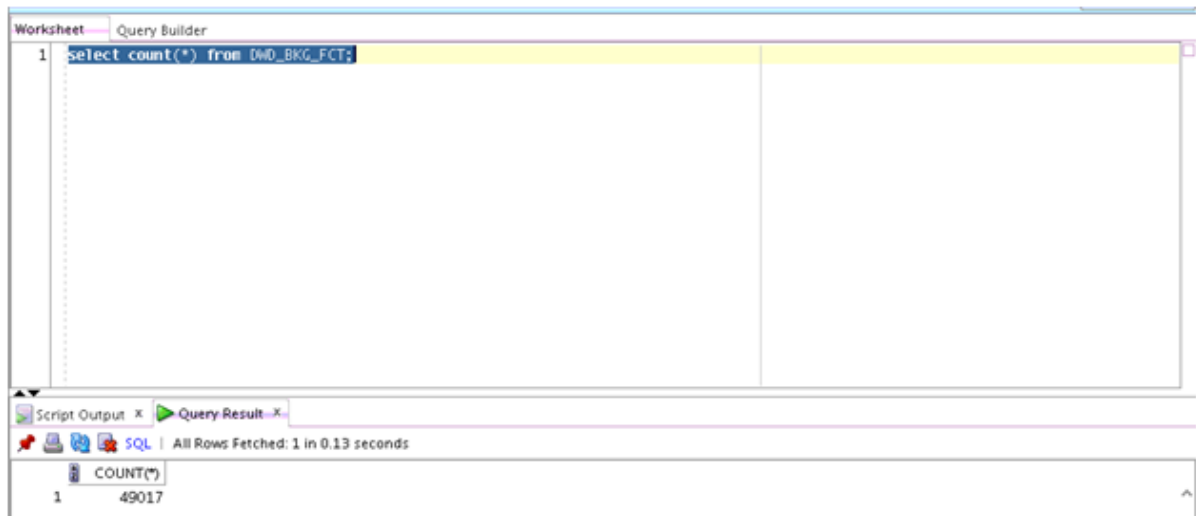 Worksheet Query Builder
1 select count(*) from DWD_BKG_FCT;
Script Output x Query Result x
SQL | All Rows Fetched: 1 in 0.13 seconds
COUNT(*)
1 49017